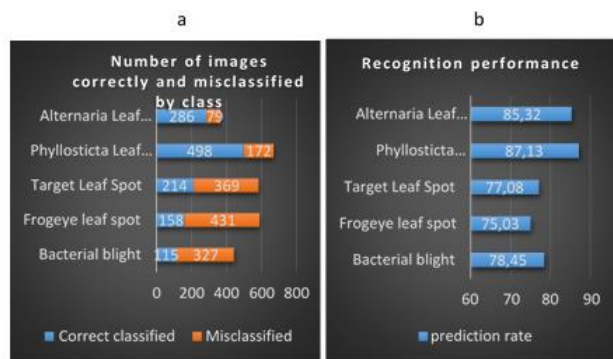 a
b
Number of images
correctly and misclassified
by class
Alternaria Leaf...
286 79
Phyllosticta Leaf...
498 172
Target Leaf Spot
214 369
Frogeye leaf spot
158 431
Bacterial blight
115 327
0 200 400 600 800
Correct classified Misclassified
Recognition performance
Alternaria Leaf...
85,32
Phyllosticta...
87,13
Target Leaf Spot
77,08
Frogeye leaf spot
75,03
Bacterial blight
78,45
60 70 80 90
prediction rate